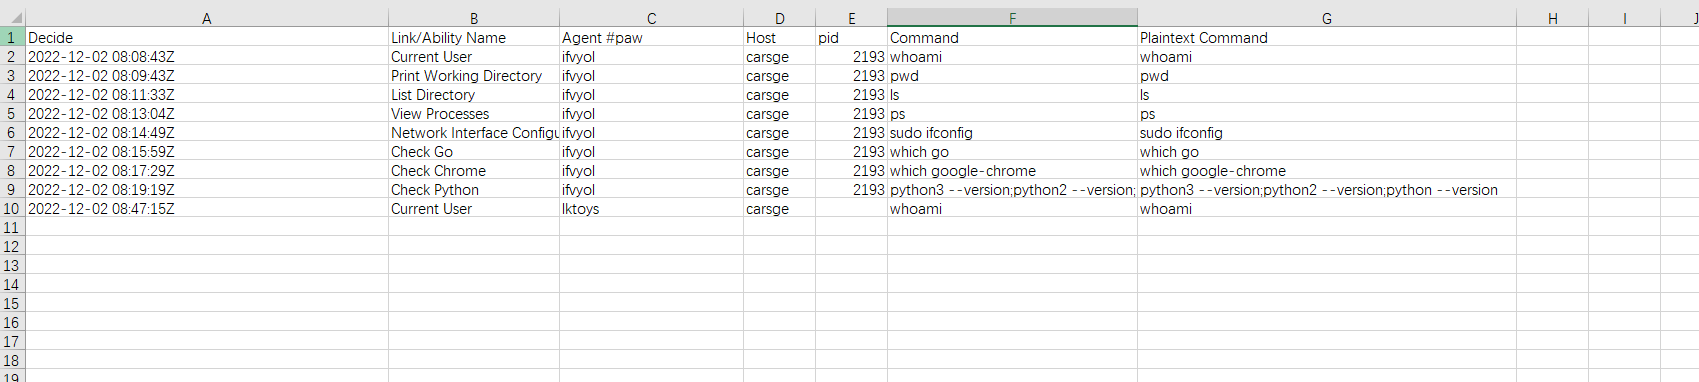 A B C D E F G H I J
1 Decide Link/Ability Name Agent #paw Host pid Command Plaintext Command
2 2022-12-02 08:08:43Z Current User ifvyol carsge 2193 whoami whoami
3 2022-12-02 08:09:43Z Print Working Directory ifvyol carsge 2193 pwd pwd
4 2022-12-02 08:11:33Z List Directory ifvyol carsge 2193 ls ls
5 2022-12-02 08:13:04Z View Processes ifvyol carsge 2193 ps ps
6 2022-12-02 08:14:49Z Network Interface Configu ifvyol carsge 2193 sudo ifconfig sudo ifconfig
7 2022-12-02 08:15:59Z Check Go ifvyol carsge 2193 which go which go
8 2022-12-02 08:17:29Z Check Chrome ifvyol carsge 2193 which google-chrome which google-chrome
9 2022-12-02 08:19:19Z Check Python ifvyol carsge 2193 python3 --version;python2 --version; python3 --version;python2 --version;python --version
10 2022-12-02 08:47:15Z Current User lktoys carsge whoami whoami
11
12
13
14
15
16
17
18
19